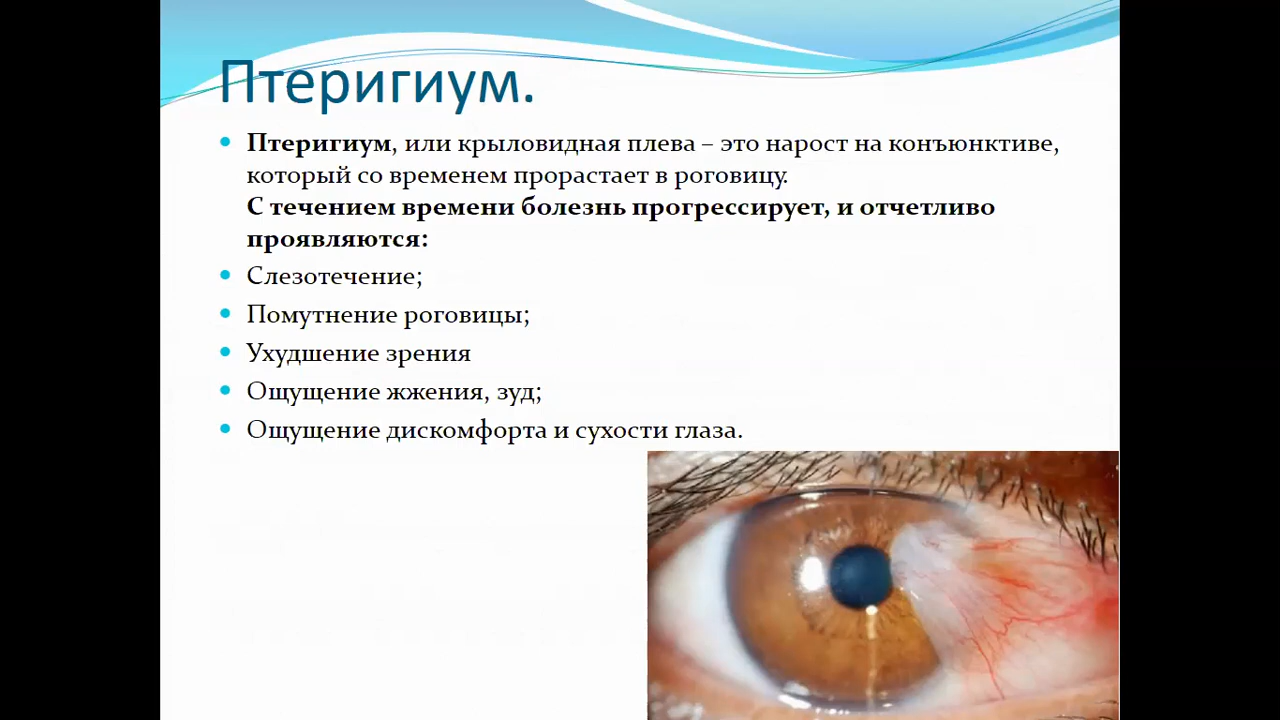 Птеригиум.
Птеригиум, или крыловидная плева – это нарост на конъюнктиве,
который со временем прорастает в роговицу.
С течением времени болезнь прогрессирует, и отчетливо
проявляются:
Слезотечение;
Помутнение роговицы;
Ухудшение зрения
Ощущение жжения, зуд;
Ощущение дискомфорта и сухости глаза.